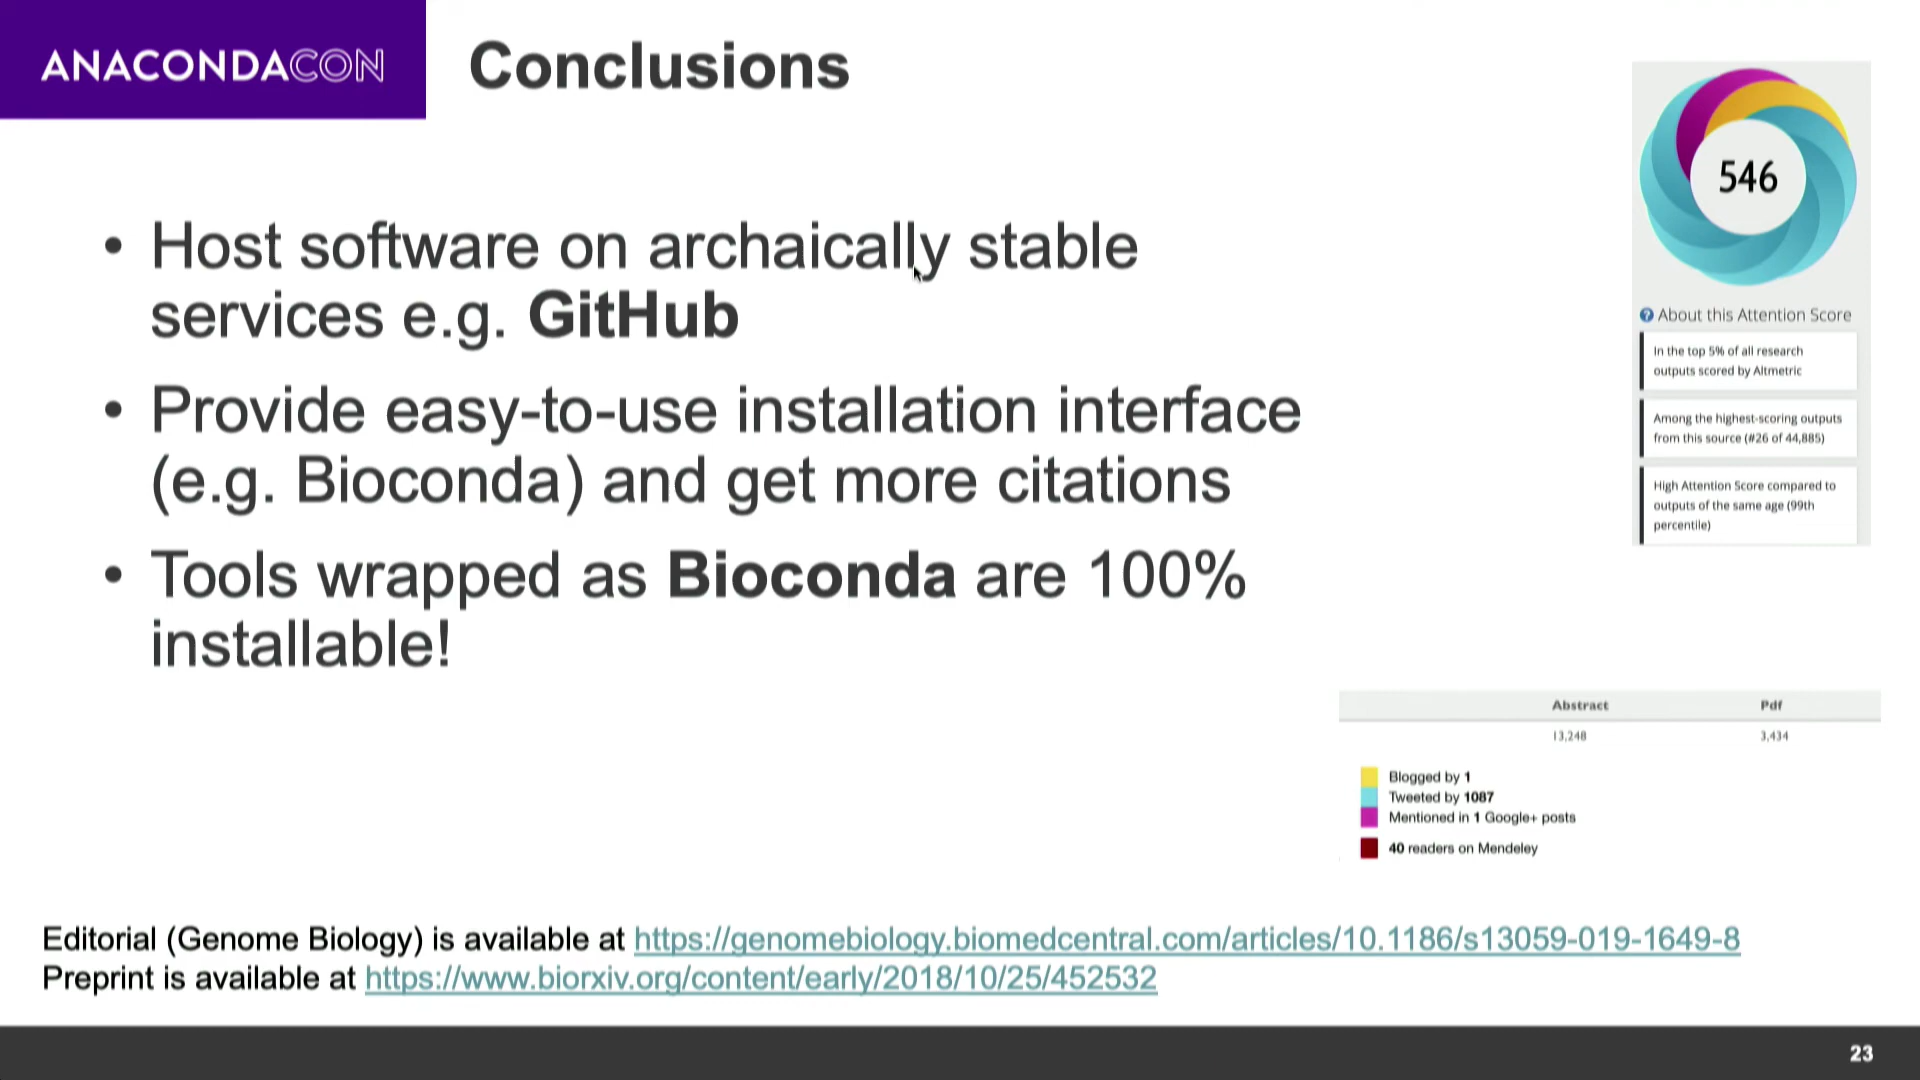 ANACONDACON
Conclusions
• Host software on archaically stable
services e.g. GitHub
• Provide easy-to-use installation interface
(e.g. Bioconda) and get more citations
• Tools wrapped as Bioconda are 100%
installable!
546
? About this Attention Score
In the top 5% of all research
outputs scored by Altmetric
Among the highest-scoring outputs
from this source (#26 of 44,885)
High Attention Score compared to
outputs of the same age (99th
percentile)
Abstract Pdf
13,248 3,434
Blogged by 1
Tweeted by 1087
Mentioned in 1 Google+ posts
40 readers on Mendeley
Editorial (Genome Biology) is available at https://genomebiology.biomedcentral.com/articles/10.1186/s13059-019-1649-8
Preprint is available at https://www.biorxiv.org/content/early/2018/10/25/452532
23